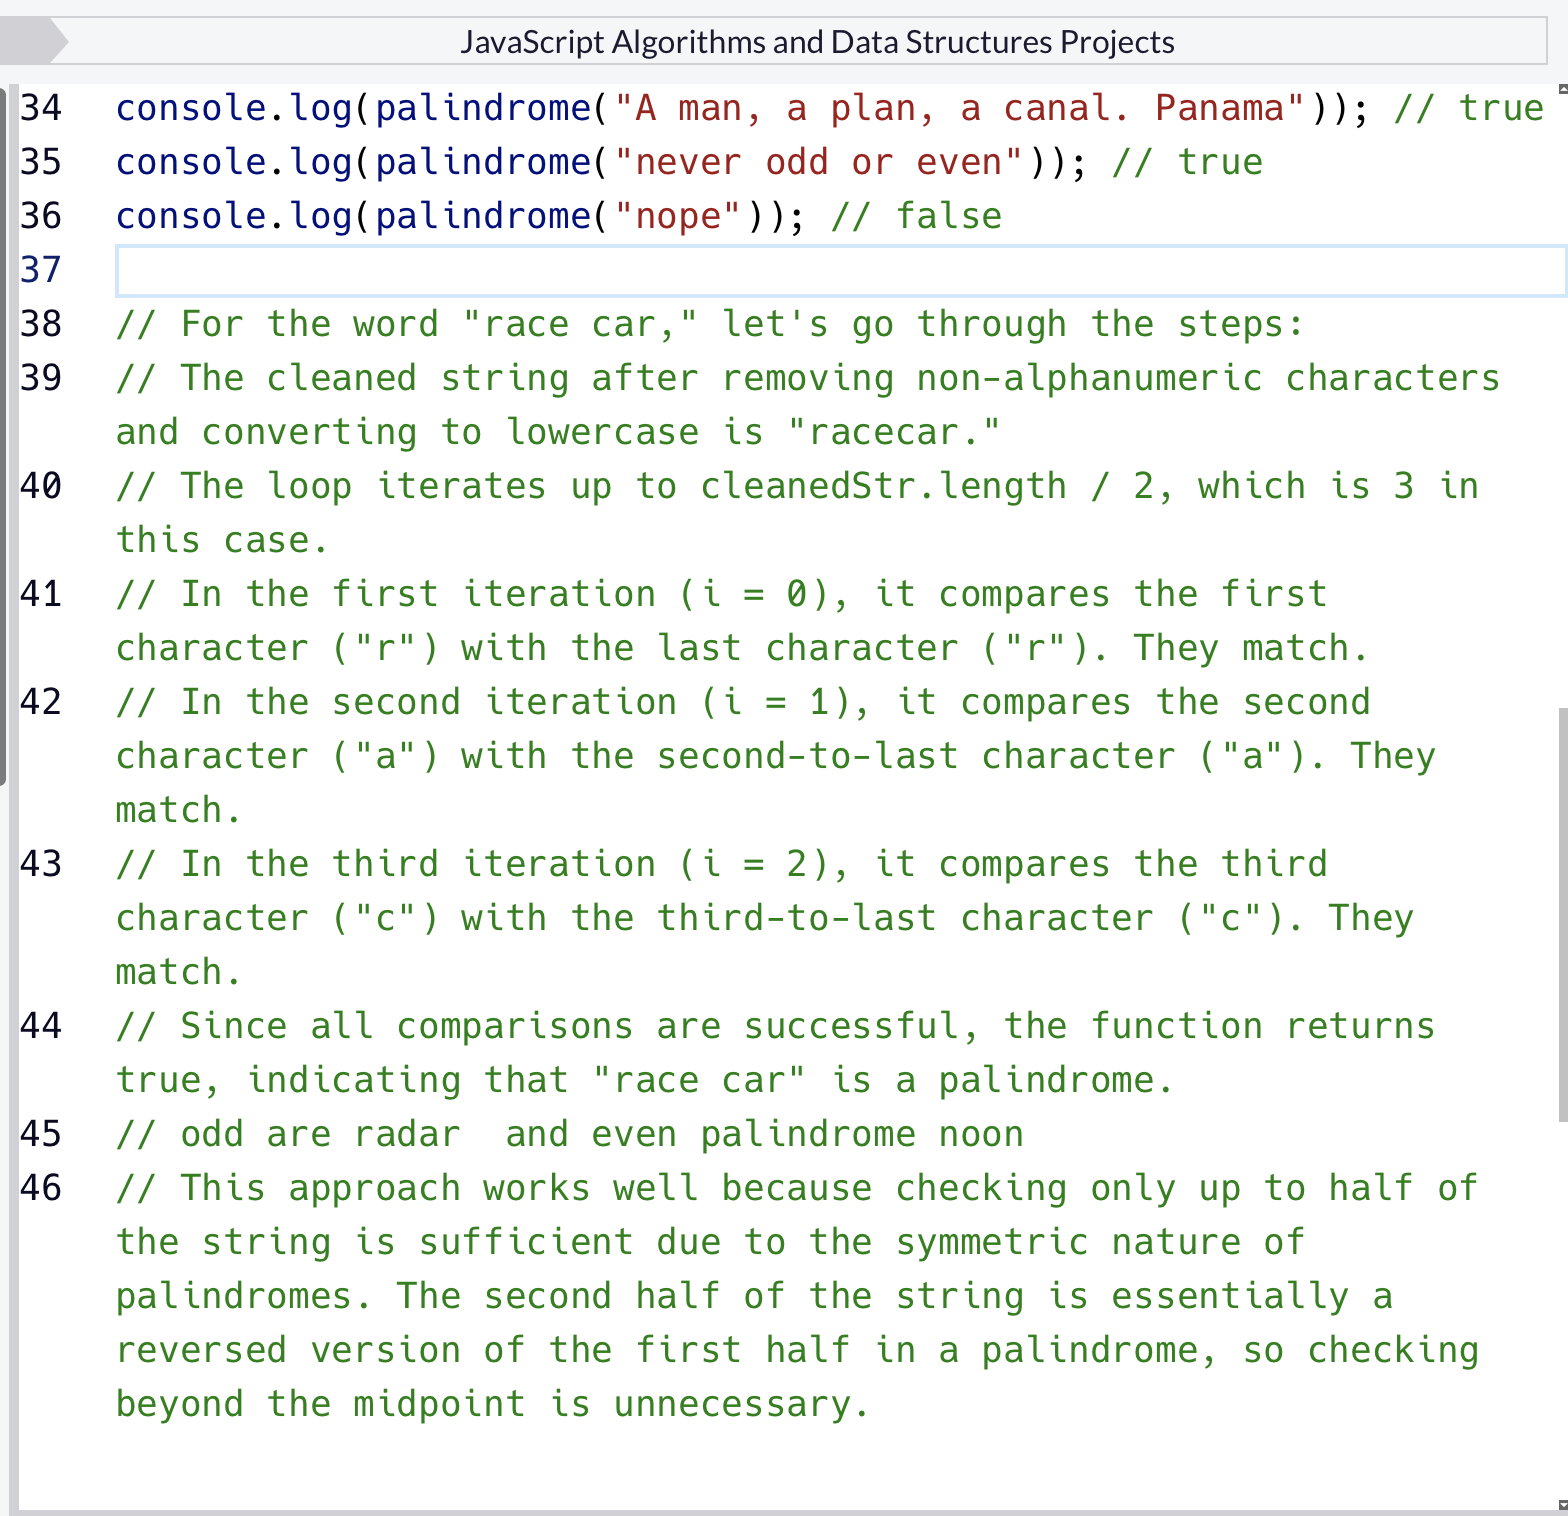 JavaScript Algorithms and Data Structures Projects
34 console.log(palindrome("A man, a plan, a canal. Panama")); // true
35 console.log(palindrome("never odd or even")); // true
36 console.log(palindrome("nope")); // false
37
38 // For the word "race car," let's go through the steps:
39 // The cleaned string after removing non-alphanumeric characters
and converting to lowercase is "racecar."
40 // The loop iterates up to cleanedStr.length / 2, which is 3 in
this case.
41 // In the first iteration (i = 0), it compares the first
character ("r") with the last character ("r"). They match.
42 // In the second iteration (i = 1), it compares the second
character ("a") with the second-to-last character ("a"). They
match.
43 // In the third iteration (i = 2), it compares the third
character ("c") with the third-to-last character ("c"). They
match.
44 // Since all comparisons are successful, the function returns
true, indicating that "race car" is a palindrome.
45 // odd are radar  and even palindrome noon
46 // This approach works well because checking only up to half of
the string is sufficient due to the symmetric nature of
palindromes. The second half of the string is essentially a
reversed version of the first half in a palindrome, so checking
beyond the midpoint is unnecessary.